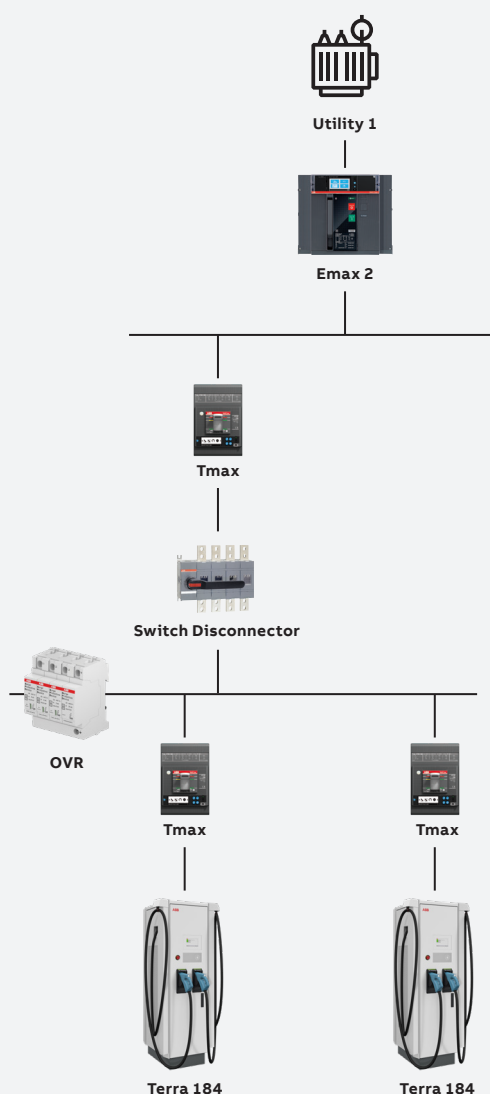 Utility 1
Emax 2
Tmax
Switch Disconnector
OVR
Tmax
Tmax
Terra 184
Terra 184